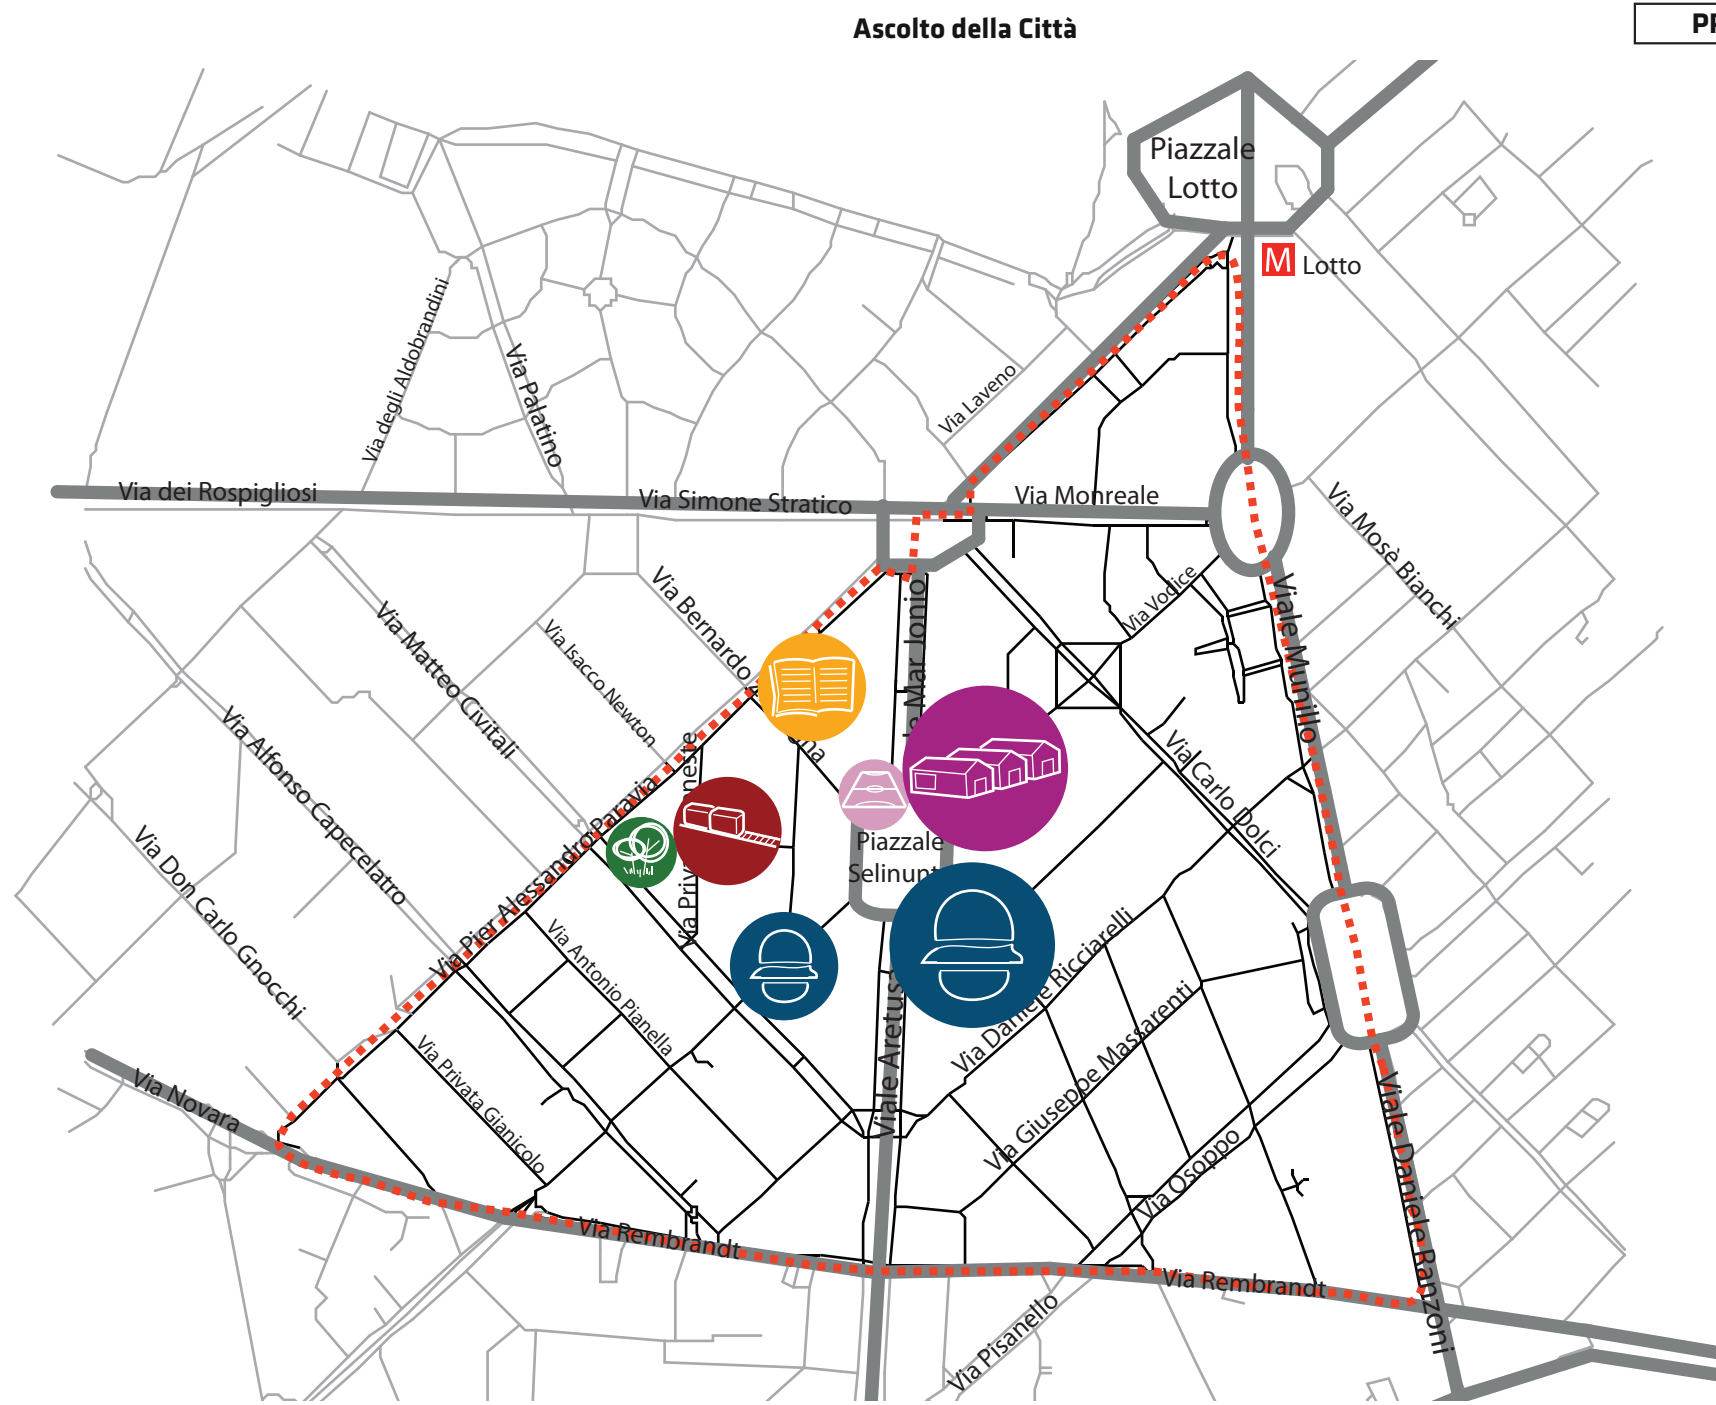 Ascolto della Città
Piazzale
Lotto
M Lotto
Via degli Aldobrandini
Via Palatino
Via Laveno
Via dei Rospigliosi
Via Simone Stratico
Via Monreale
Via Mosè Bianchi
Via Vodice
Viale Murillo
Via Bernardo
Via Matteo Civitali
Via Isacco Newton
Mar Jonio
Via Alfonso Capecelatro
Via Carlo Dolci
Via Don Carlo Gnocchi
Via Pier Alessandro Paravia
Piazzale
Via Antonio Pianella
Via Daniele Ricciarelli
Via Giuseppe Massarenti
Via Privata Gianicolo
Via Novara
Via Osoppo
Viale Daniele Ranzoni
Via Rembrandt
Via Rembrandt
Via Pisanello